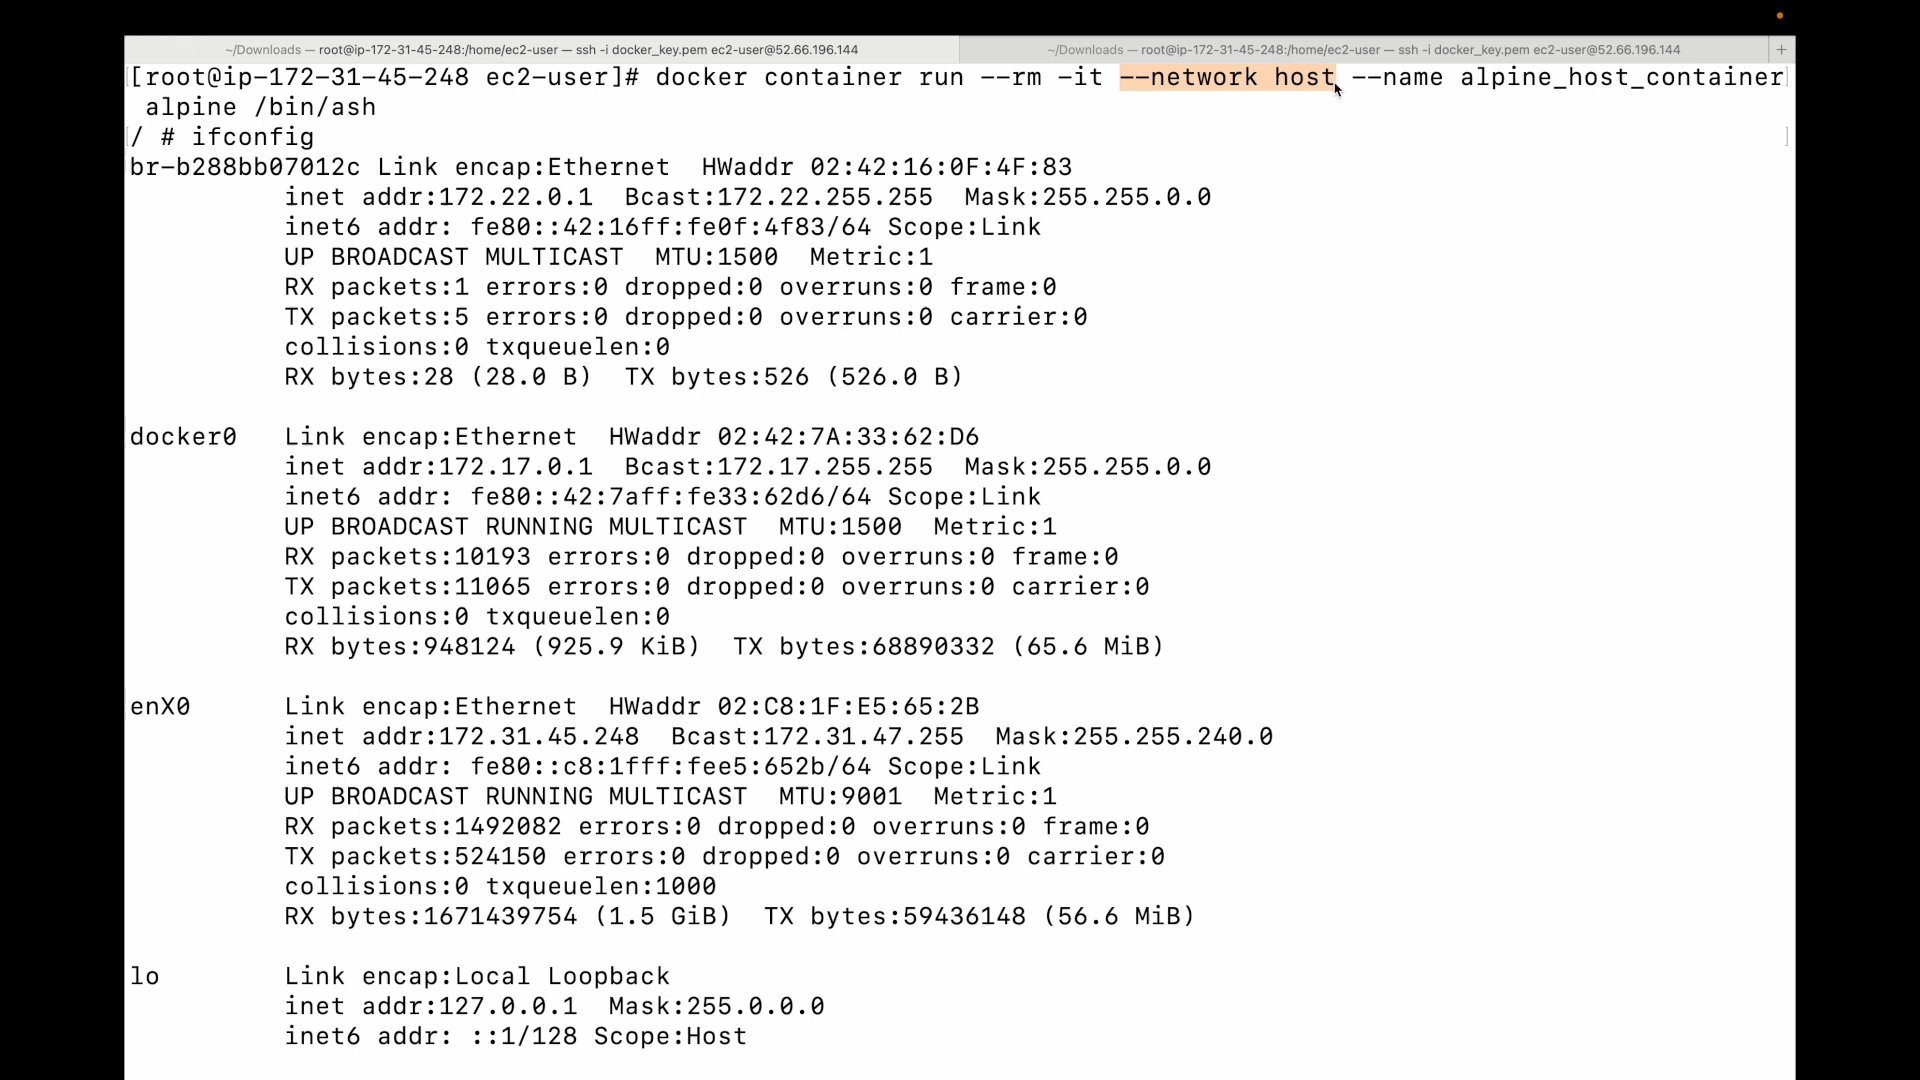 ~/Downloads — root@ip-172-31-45-248:/home/ec2-user — ssh -i docker_key.pem ec2-user@52.66.196.144
~/Downloads — root@ip-172-31-45-248:/home/ec2-user — ssh -i docker_key.pem ec2-user@52.66.196.144 +
[root@ip-172-31-45-248 ec2-user]# docker container run --rm -it --network host --name alpine_host_container
alpine /bin/ash
/ # ifconfig
br-b288bb07012c Link encap:Ethernet  HWaddr 02:42:16:0F:4F:83
inet addr:172.22.0.1  Bcast:172.22.255.255  Mask:255.255.0.0
inet6 addr: fe80::42:16ff:fe0f:4f83/64 Scope:Link
UP BROADCAST MULTICAST  MTU:1500  Metric:1
RX packets:1 errors:0 dropped:0 overruns:0 frame:0
TX packets:5 errors:0 dropped:0 overruns:0 carrier:0
collisions:0 txqueuelen:0
RX bytes:28 (28.0 B)  TX bytes:526 (526.0 B)
docker0   Link encap:Ethernet  HWaddr 02:42:7A:33:62:D6
inet addr:172.17.0.1  Bcast:172.17.255.255  Mask:255.255.0.0
inet6 addr: fe80::42:7aff:fe33:62d6/64 Scope:Link
UP BROADCAST RUNNING MULTICAST  MTU:1500  Metric:1
RX packets:10193 errors:0 dropped:0 overruns:0 frame:0
TX packets:11065 errors:0 dropped:0 overruns:0 carrier:0
collisions:0 txqueuelen:0
RX bytes:948124 (925.9 KiB)  TX bytes:68890332 (65.6 MiB)
enX0      Link encap:Ethernet  HWaddr 02:C8:1F:E5:65:2B
inet addr:172.31.45.248  Bcast:172.31.47.255  Mask:255.255.240.0
inet6 addr: fe80::c8:1fff:fee5:652b/64 Scope:Link
UP BROADCAST RUNNING MULTICAST  MTU:9001  Metric:1
RX packets:1492082 errors:0 dropped:0 overruns:0 frame:0
TX packets:524150 errors:0 dropped:0 overruns:0 carrier:0
collisions:0 txqueuelen:1000
RX bytes:1671439754 (1.5 GiB)  TX bytes:59436148 (56.6 MiB)
lo        Link encap:Local Loopback
inet addr:127.0.0.1  Mask:255.0.0.0
inet6 addr: ::1/128 Scope:Host